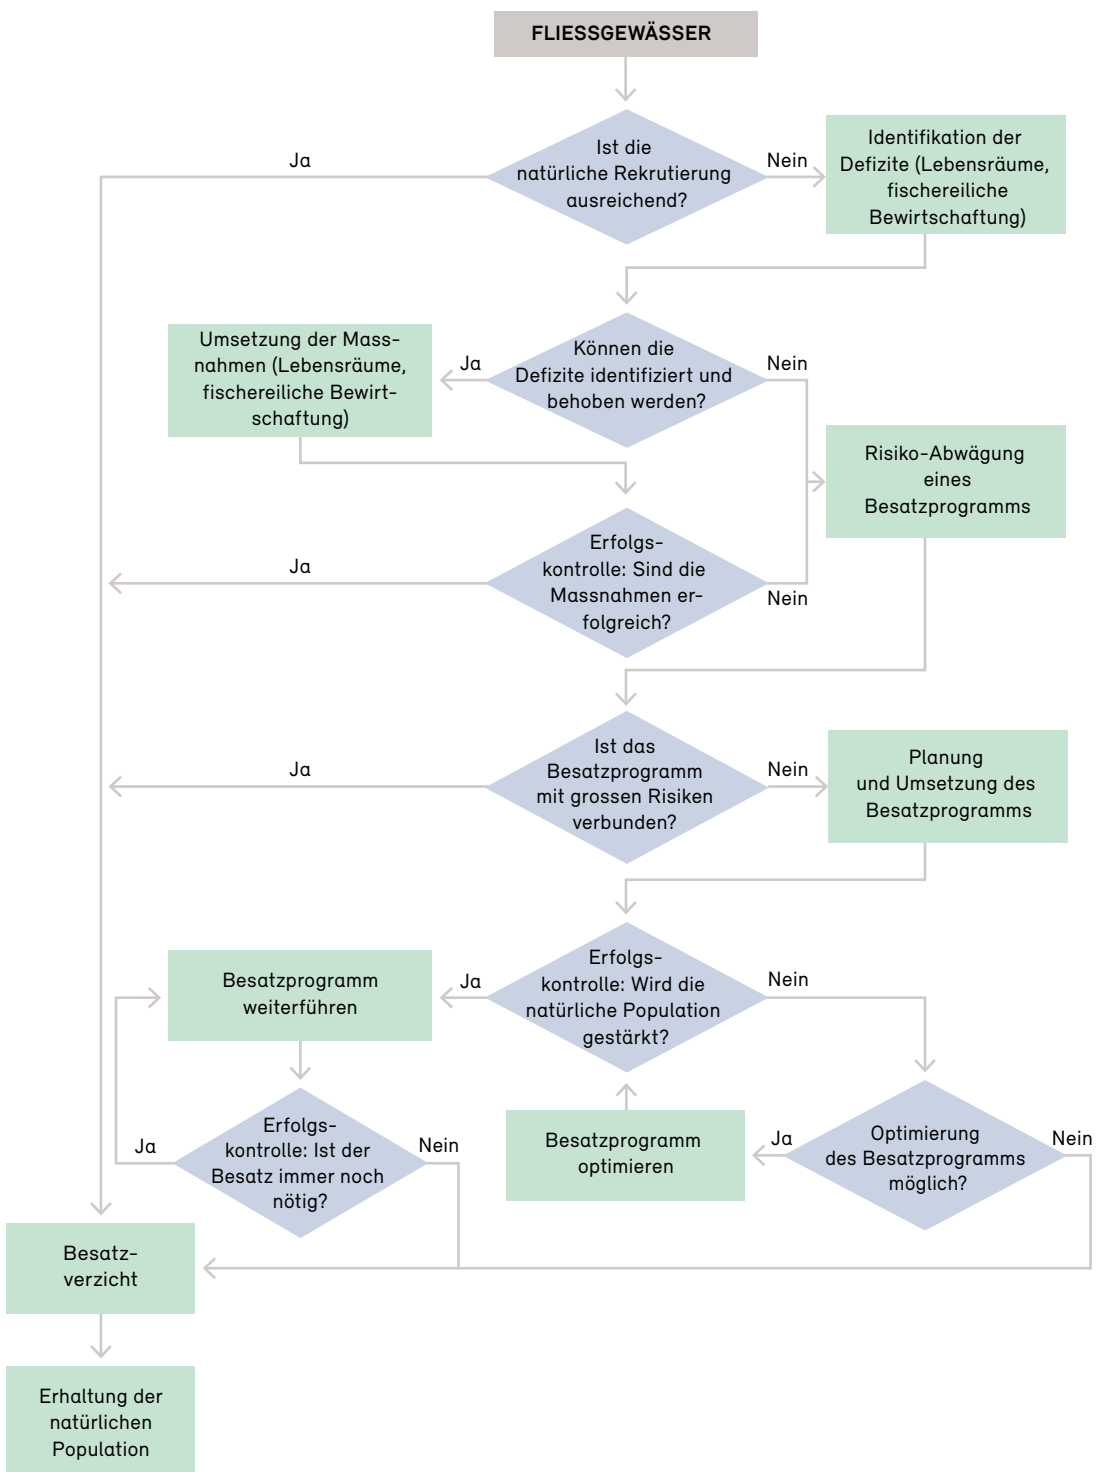 FLIESSGEWÄSSER
Ja
Ist die
natürliche Rekrutierung
ausreichend?
Nein
Identifikation der
Defizite (Lebensräume,
fischereiliche
Bewirtschaftung)
Umsetzung der Mass-
nahmen (Lebensräume,
fischereiliche Bewirt-
schaftung)
Ja
Können die
Defizite identifiziert und
behoben werden?
Nein
Risiko-Abwägung
eines
Besatzprogramms
Ja
Erfolgs-
kontrolle: Sind die
Massnahmen er-
folgreich?
Nein
Ja
Ist das
Besatzprogramm
mit grossen Risiken
verbunden?
Nein
Planung
und Umsetzung des
Besatzprogramms
Besatzprogramm
weiterführen
Ja
Erfolgs-
kontrolle: Wird die
natürliche Population
gestärkt?
Nein
Ja
Erfolgs-
kontrolle: Ist der
Besatz immer noch
nötig?
Nein
Besatzprogramm
optimieren
Ja
Optimierung
des Besatzprogramms
möglich?
Nein
Besatz-
verzicht
Erhaltung der
natürlichen
Population